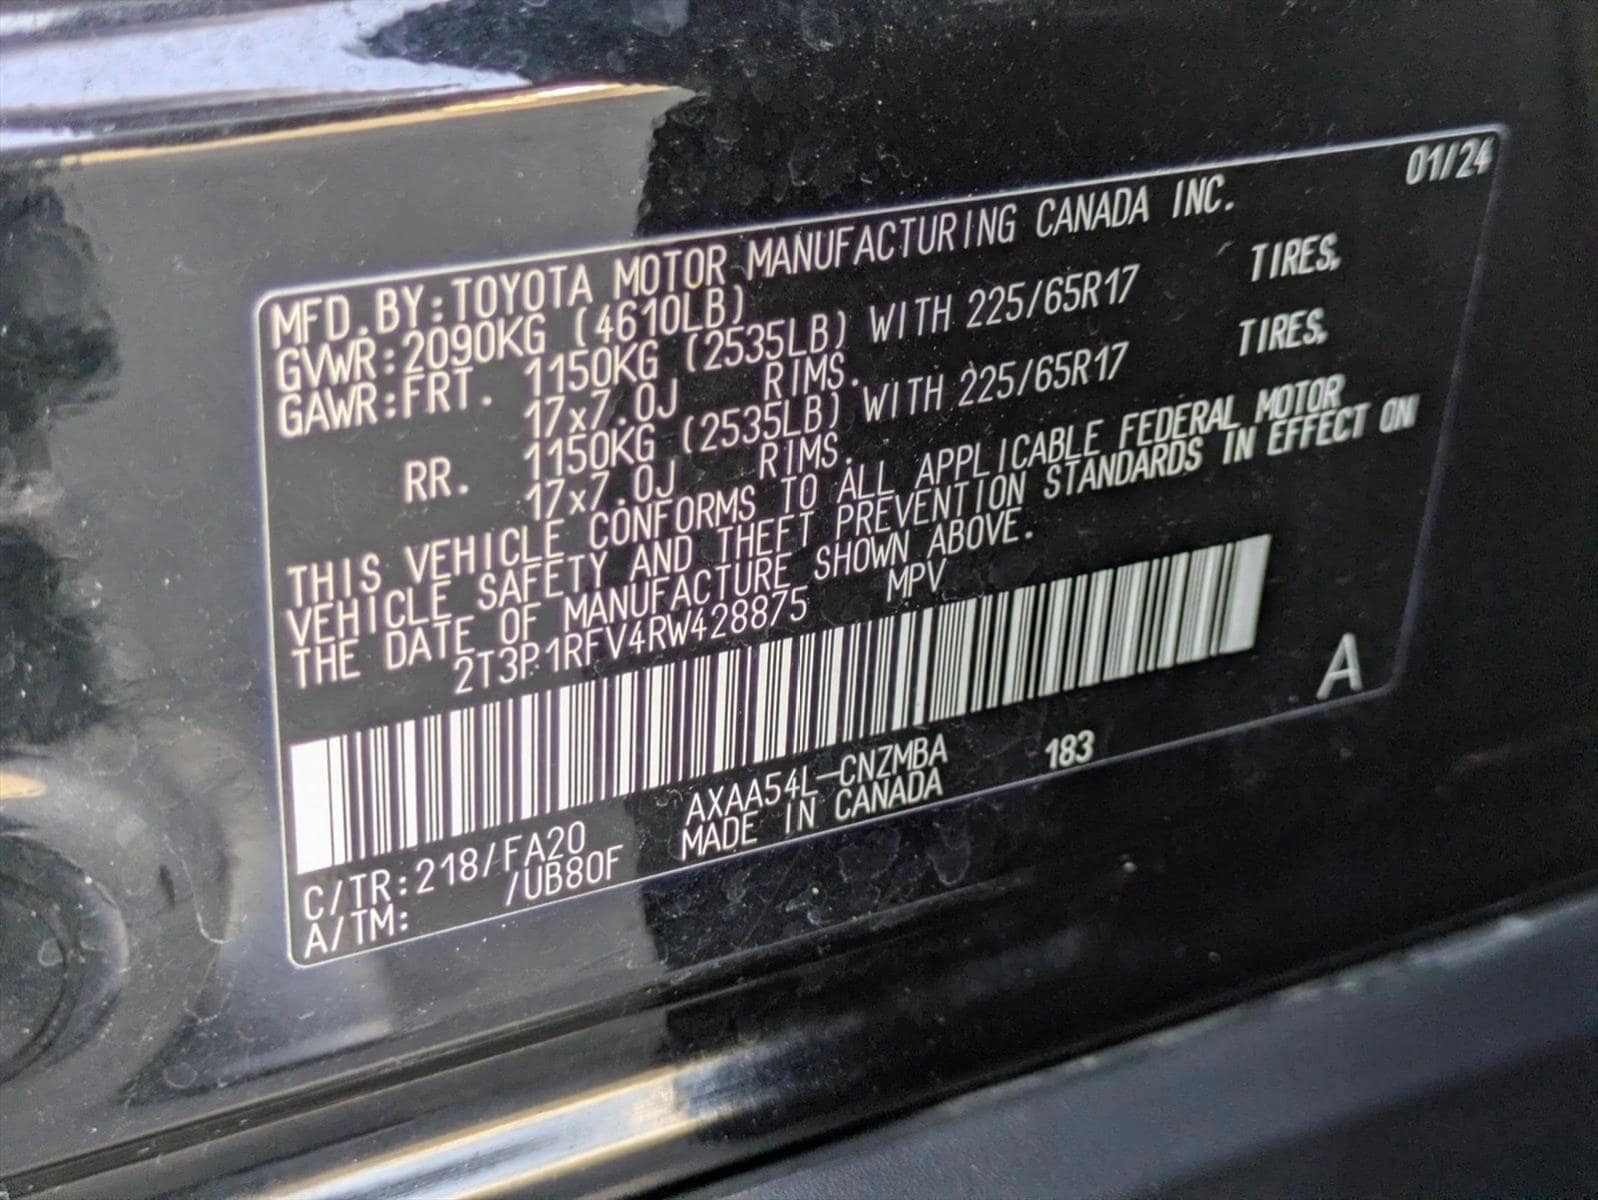 01/24
MFD.BY:TOYOTA MOTOR MANUFACTURING CANADA INC.
GVWR:2090KG (4610LB)
GAWR:FRT. 1150KG (2535LB) WITH 225/65R17 TIRES,
17x7.0J RIMS.
RR. 1150KG (2535LB) WITH 225/65R17 TIRES,
17x7.0J RIMS.
THIS VEHICLE CONFORMS TO ALL APPLICABLE FEDERAL MOTOR
VEHICLE SAFETY AND THEFT PREVENTION STANDARDS IN EFFECT ON
THE DATE OF MANUFACTURE SHOWN ABOVE.
2T3P1RFV4RW428875 MPV
A
C/TR:218/FA20 AXAA54L-CNZMBA 183
A/TM: /UB80F MADE IN CANADA